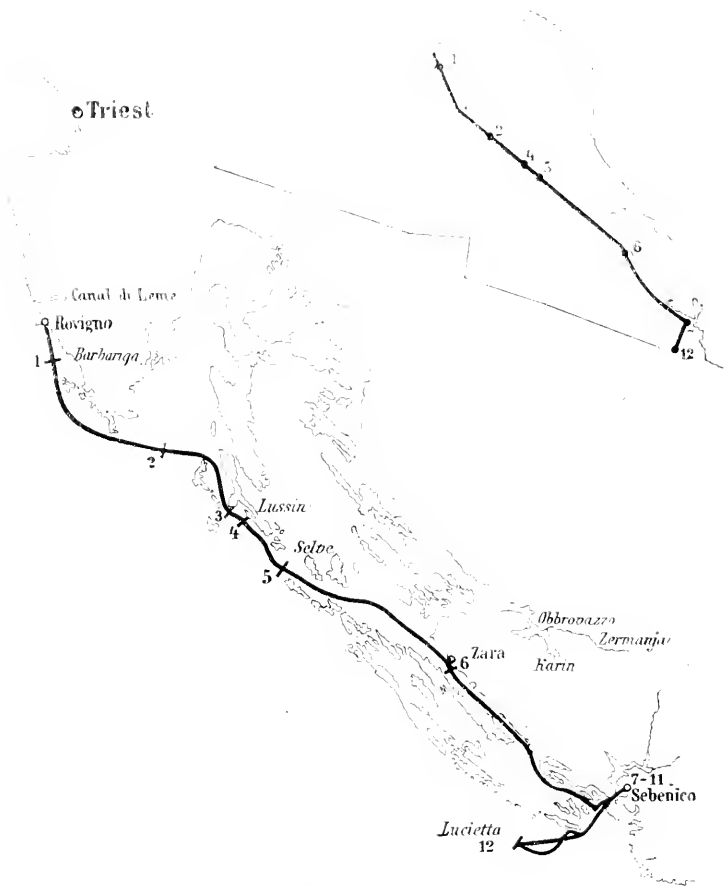 1
2
4
5
6
12
Triest
Canal di Leme
Rovigno
1 Barbariga
2
3 Lussin
4
Selve
5
Obbrovazzo
Zermanja
Zara
6
Karin
7-11
Sebenico
Lucietta
12